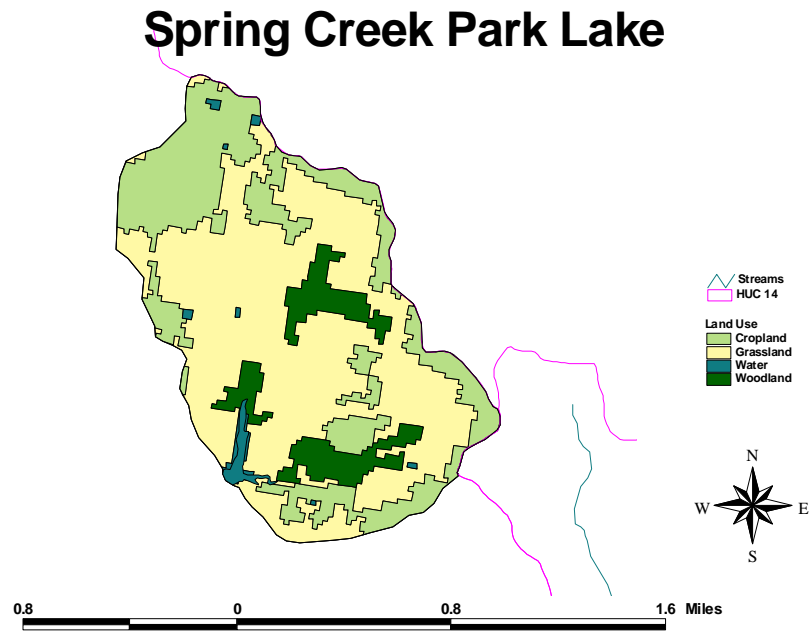 Spring Creek Park Lake
Streams
HUC 14
Land Use
Cropland
Grassland
Water
Woodland
N
W E
S
0.8 0 0.8 1.6 Miles